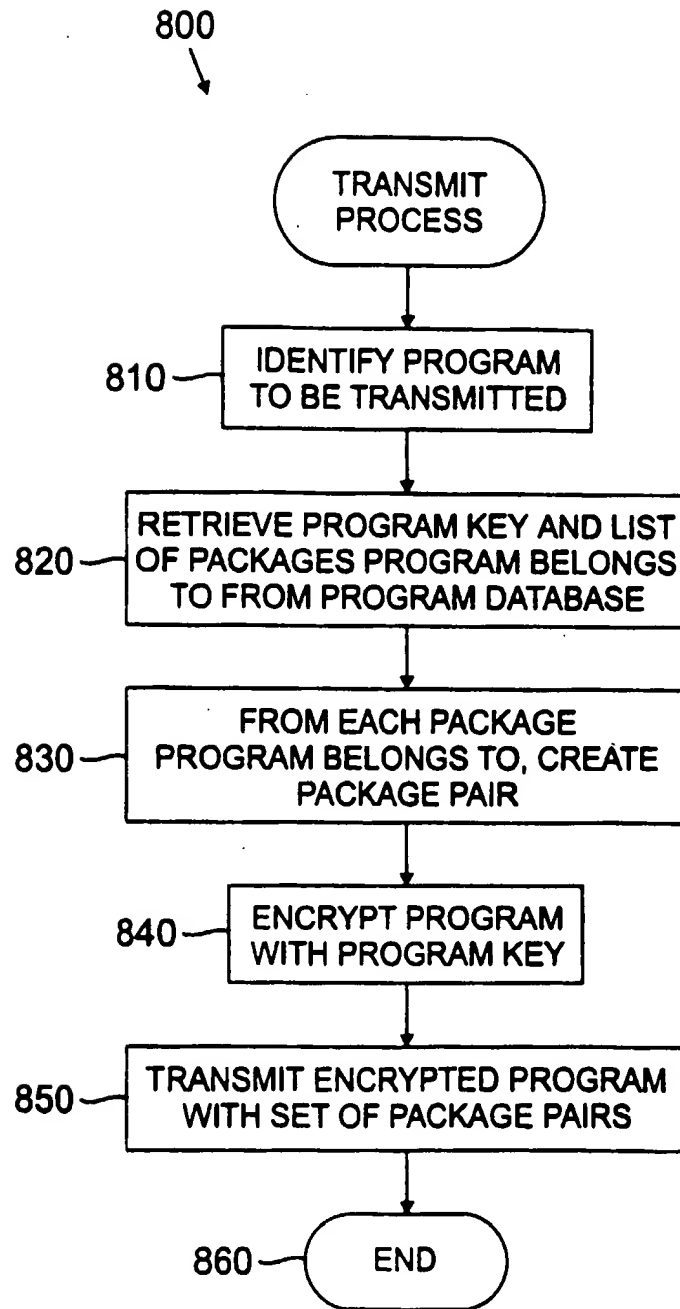 800
TRANSMIT
PROCESS
810
IDENTIFY PROGRAM
TO BE TRANSMITTED
820
RETRIEVE PROGRAM KEY AND LIST
OF PACKAGES PROGRAM BELONGS
TO FROM PROGRAM DATABASE
830
FROM EACH PACKAGE
PROGRAM BELONGS TO, CREATE
PACKAGE PAIR
840
ENCRYPT PROGRAM
WITH PROGRAM KEY
850
TRANSMIT ENCRYPTED PROGRAM
WITH SET OF PACKAGE PAIRS
860
END